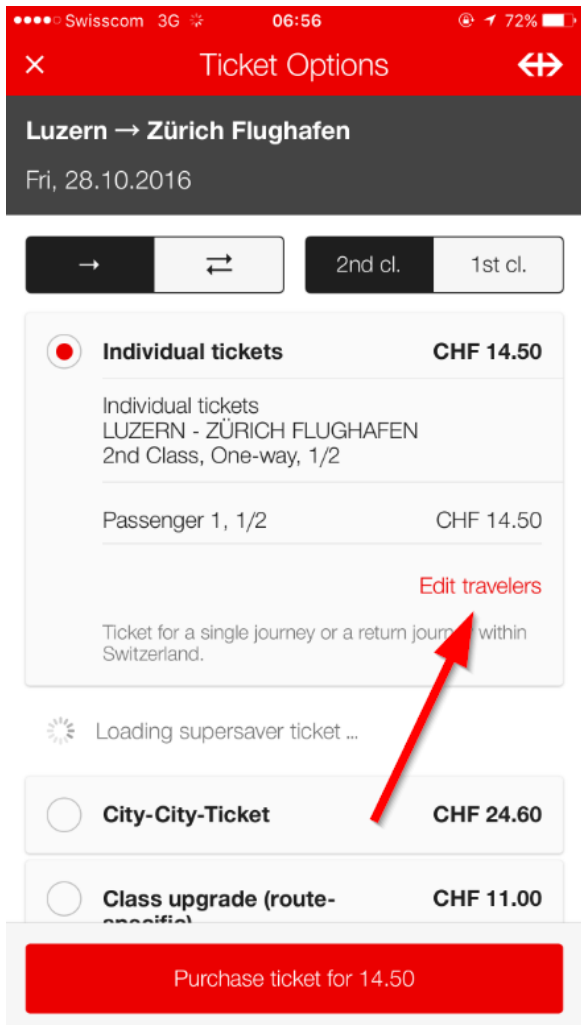 Swisscom 3G 06:56 72%
Ticket Options
Luzern → Zürich Flughafen
Fri, 28.10.2016
→ ⇄ 2nd cl. 1st cl.
Individual tickets CHF 14.50
Individual tickets
LUZERN - ZÜRICH FLUGHAFEN
2nd Class, One-way, 1/2
Passenger 1, 1/2 CHF 14.50
Edit travelers
Ticket for a single journey or a return journey within
Switzerland.
Loading supersaver ticket ...
City-City-Ticket CHF 24.60
Class upgrade (route- CHF 11.00
specific)
Purchase ticket for 14.50